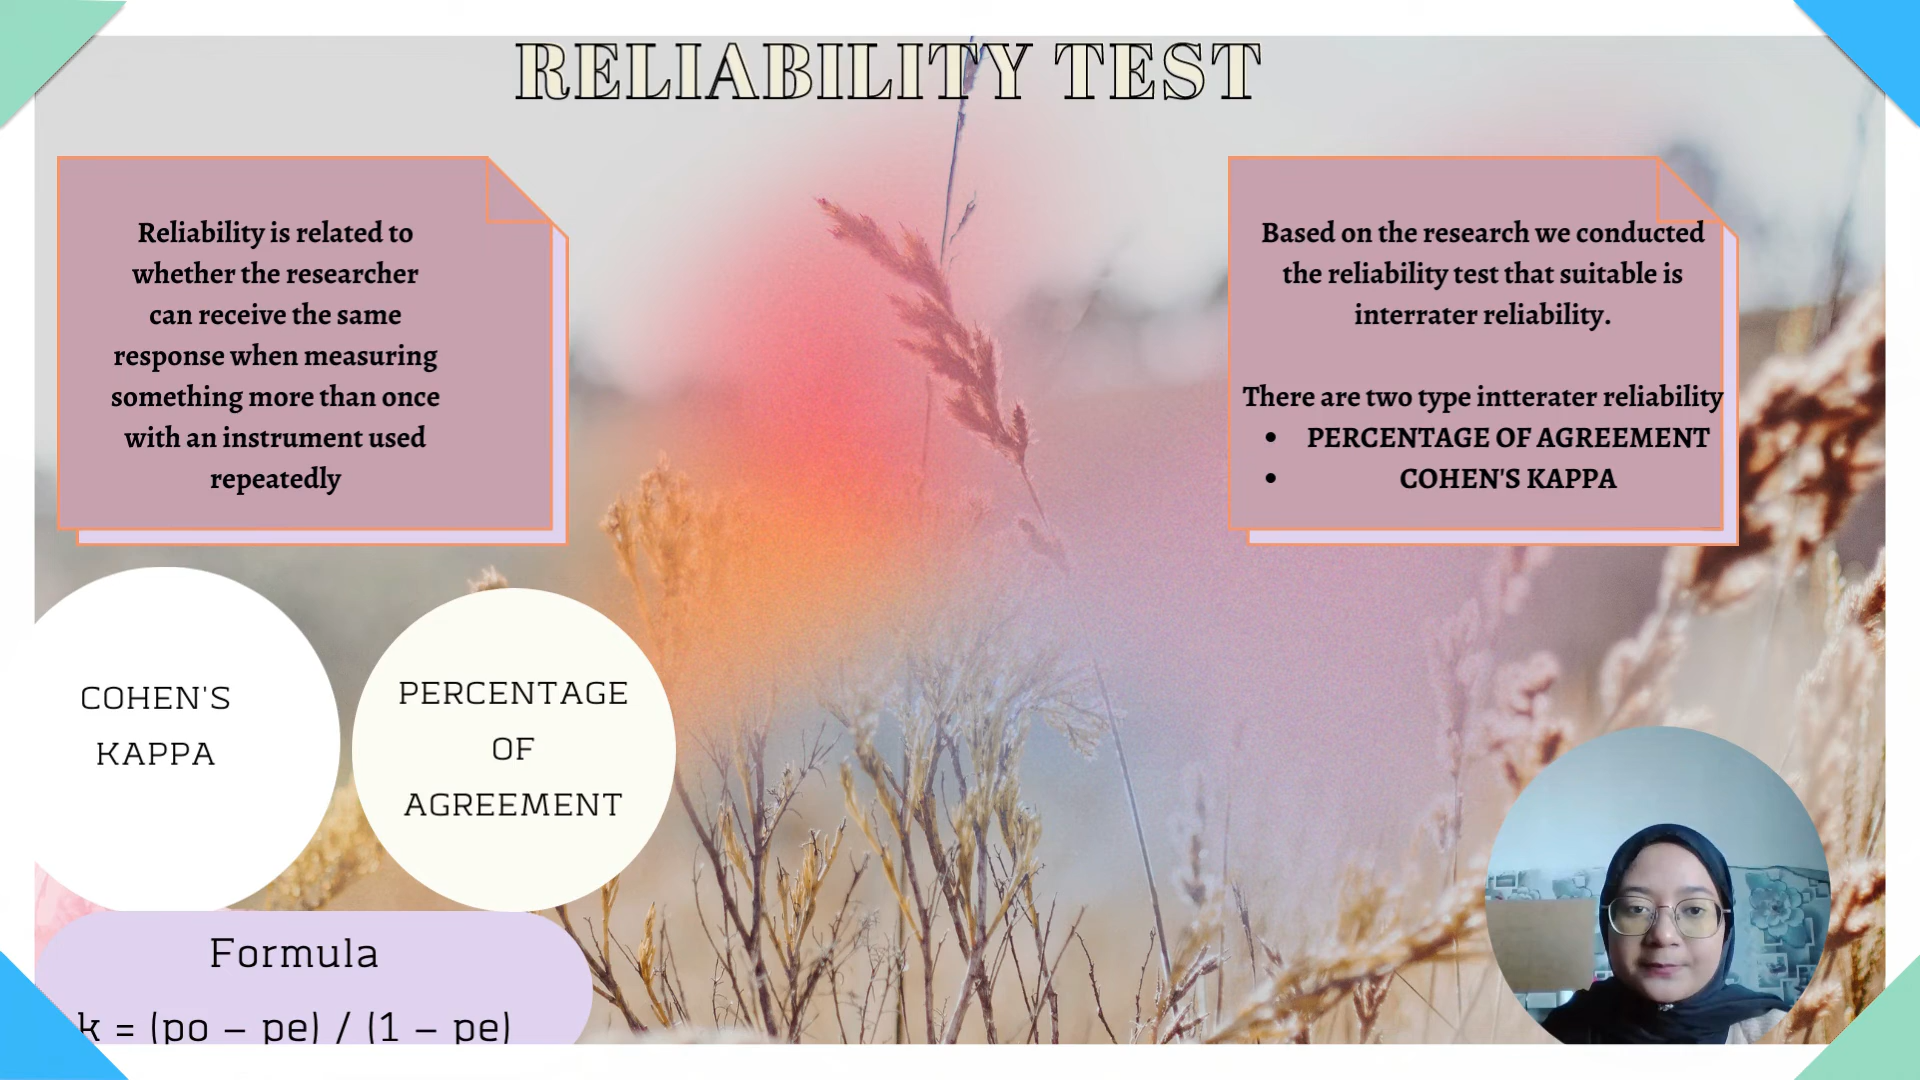 RELIABILITY TEST
Reliability is related to
whether the researcher
can receive the same
response when measuring
something more than once
with an instrument used
repeatedly
Based on the research we conducted
the reliability test that suitable is
interrater reliability.
There are two type intterater reliability
• PERCENTAGE OF AGREEMENT
• COHEN'S KAPPA
COHEN'S
KAPPA
PERCENTAGE
OF
AGREEMENT
Formula
k = (po – pe) / (1 – pe)